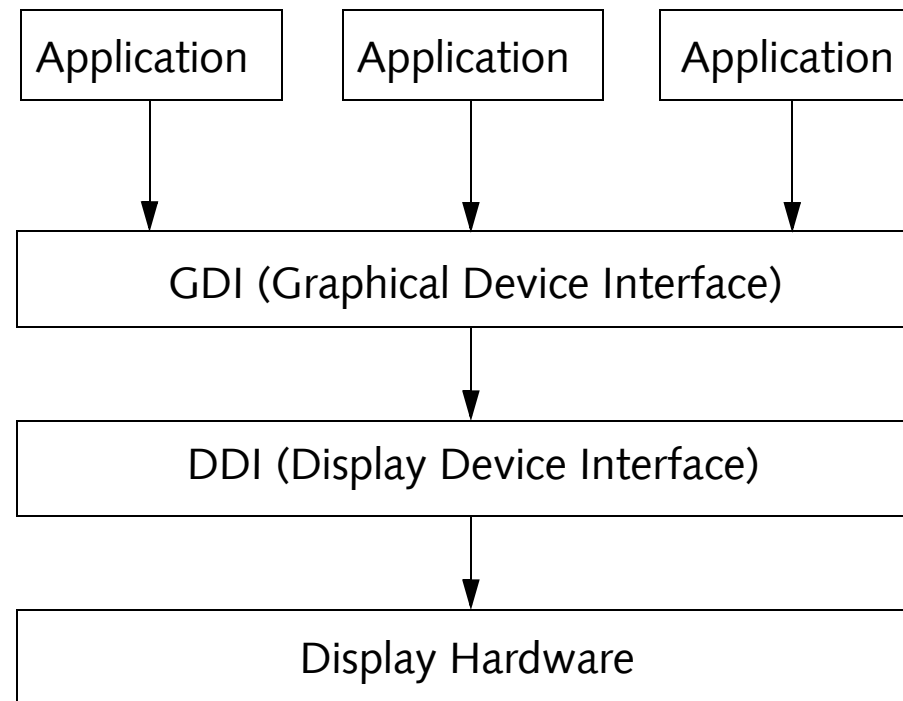 Application
Application
Application
GDI (Graphical Device Interface)
DDI (Display Device Interface)
Display Hardware